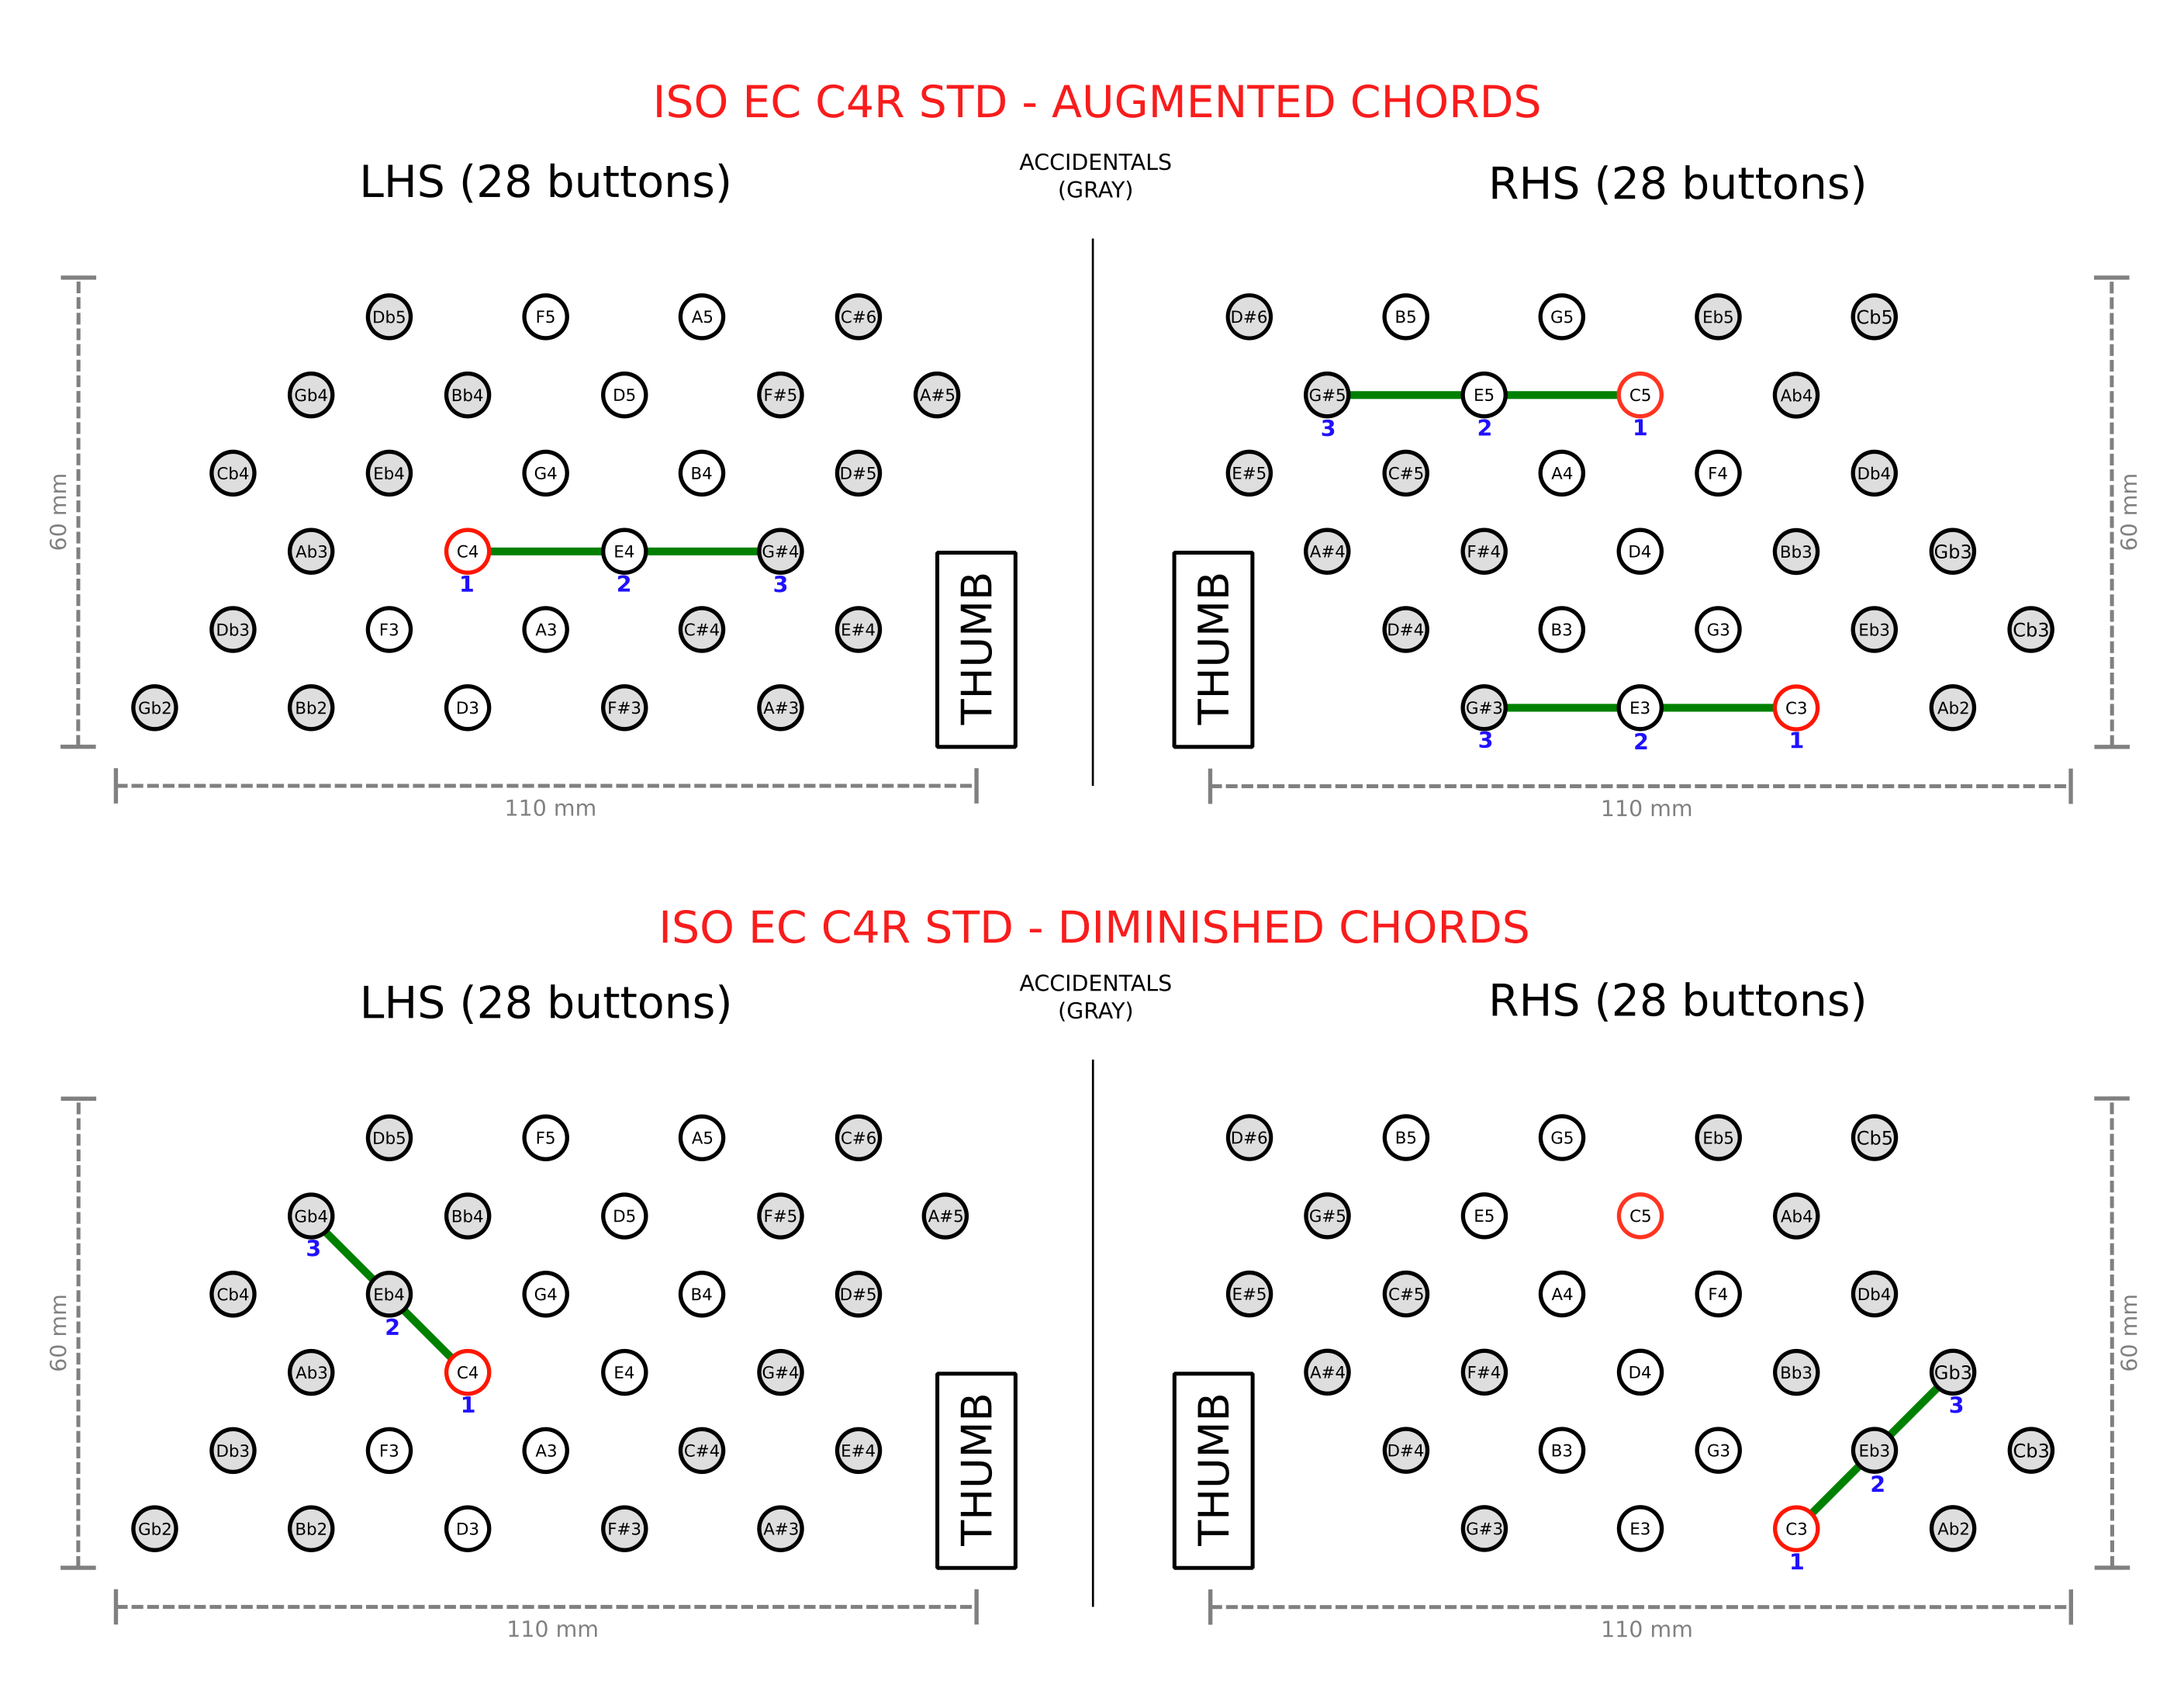 ISO EC C4R STD - AUGMENTED CHORDS
LHS (28 buttons)
ACCIDENTALS
(GRAY)
RHS (28 buttons)
Db5 F5 A5 C#6
Gb4 Bb4 D5 F#5 A#5
Cb4 Eb4 G4 B4 D#5
Ab3 C4 E4 G#4
1 2 3
Db3 F3 A3 C#4 E#4
Gb2 Bb2 D3 F#3 A#3
THUMB
60 mm
110 mm
D#6 B5 G5 Eb5 Cb5
G#5 E5 C5 Ab4
3 2 1
E#5 C#5 A4 F4 Db4
A#4 F#4 D4 Bb3 Gb3
D#4 B3 G3 Eb3 Cb3
G#3 E3 C3 Ab2
3 2 1
THUMB
60 mm
110 mm
ISO EC C4R STD - DIMINISHED CHORDS
LHS (28 buttons)
ACCIDENTALS
(GRAY)
RHS (28 buttons)
Db5 F5 A5 C#6
Gb4 Bb4 D5 F#5 A#5
3
Cb4 Eb4 G4 B4 D#5
2
Ab3 C4 E4 G#4
1
Db3 F3 A3 C#4 E#4
Gb2 Bb2 D3 F#3 A#3
THUMB
60 mm
110 mm
D#6 B5 G5 Eb5 Cb5
G#5 E5 C5 Ab4
E#5 C#5 A4 F4 Db4
A#4 F#4 D4 Bb3 Gb3
3
D#4 B3 G3 Eb3 Cb3
2
G#3 E3 C3 Ab2
1
THUMB
60 mm
110 mm